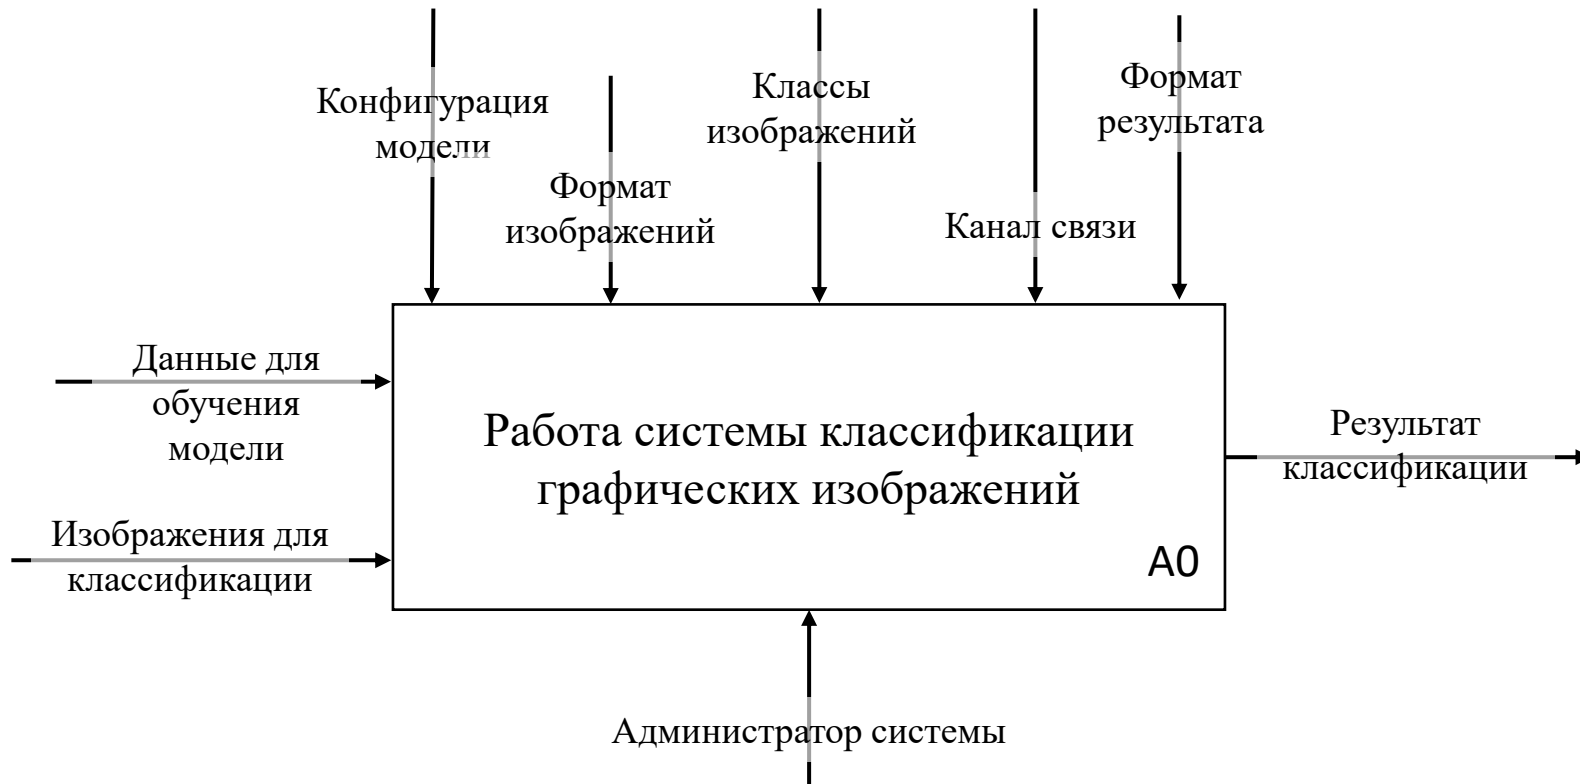 Конфигурация
модели
Формат
изображений
Классы
изображений
Канал связи
Формат
результата
Данные для
обучения
модели
Изображения для
классификации
Работа системы классификации
графических изображений
A0
Результат
классификации
Администратор системы